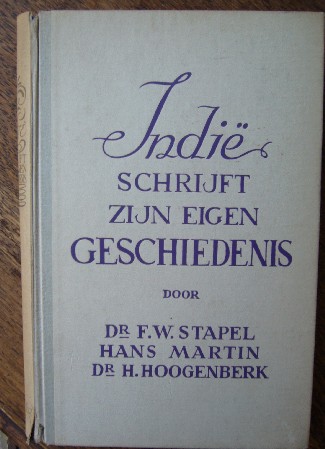 Indië
SCHRIJFT
ZIJN EIGEN
GESCHIEDENIS
DOOR
DR F.W. STAPEL
HANS MARTIN
DR H. HOOGENBERK